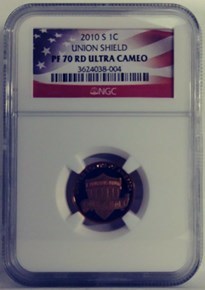 2010 S 1C
UNION SHIELD
PF 70 RD ULTRA CAMEO
3624038-004
NGC